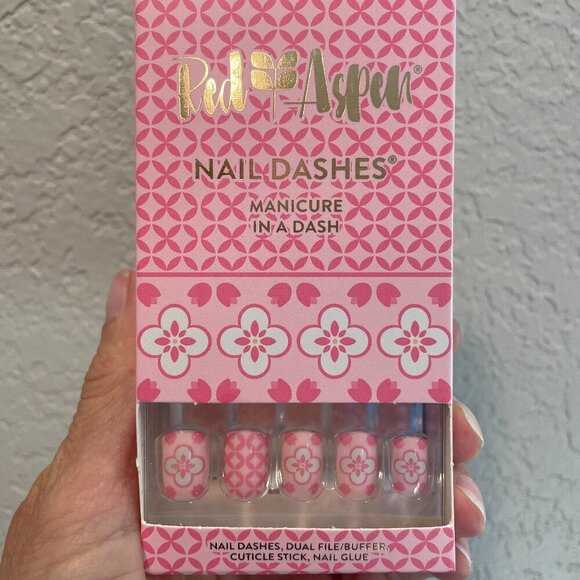 Red Aspen®
NAIL DASHES®
MANICURE
IN A DASH
NAIL DASHES, DUAL FILE/BUFFER,
CUTICLE STICK, NAIL GLUE